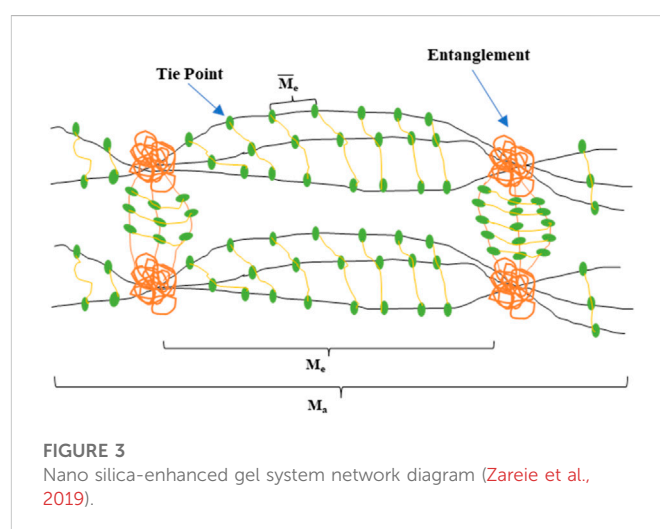 Entanglement
Tie Point
M̅e
Me
Ma
FIGURE 3
Nano silica-enhanced gel system network diagram (Zareie et al.,
2019).